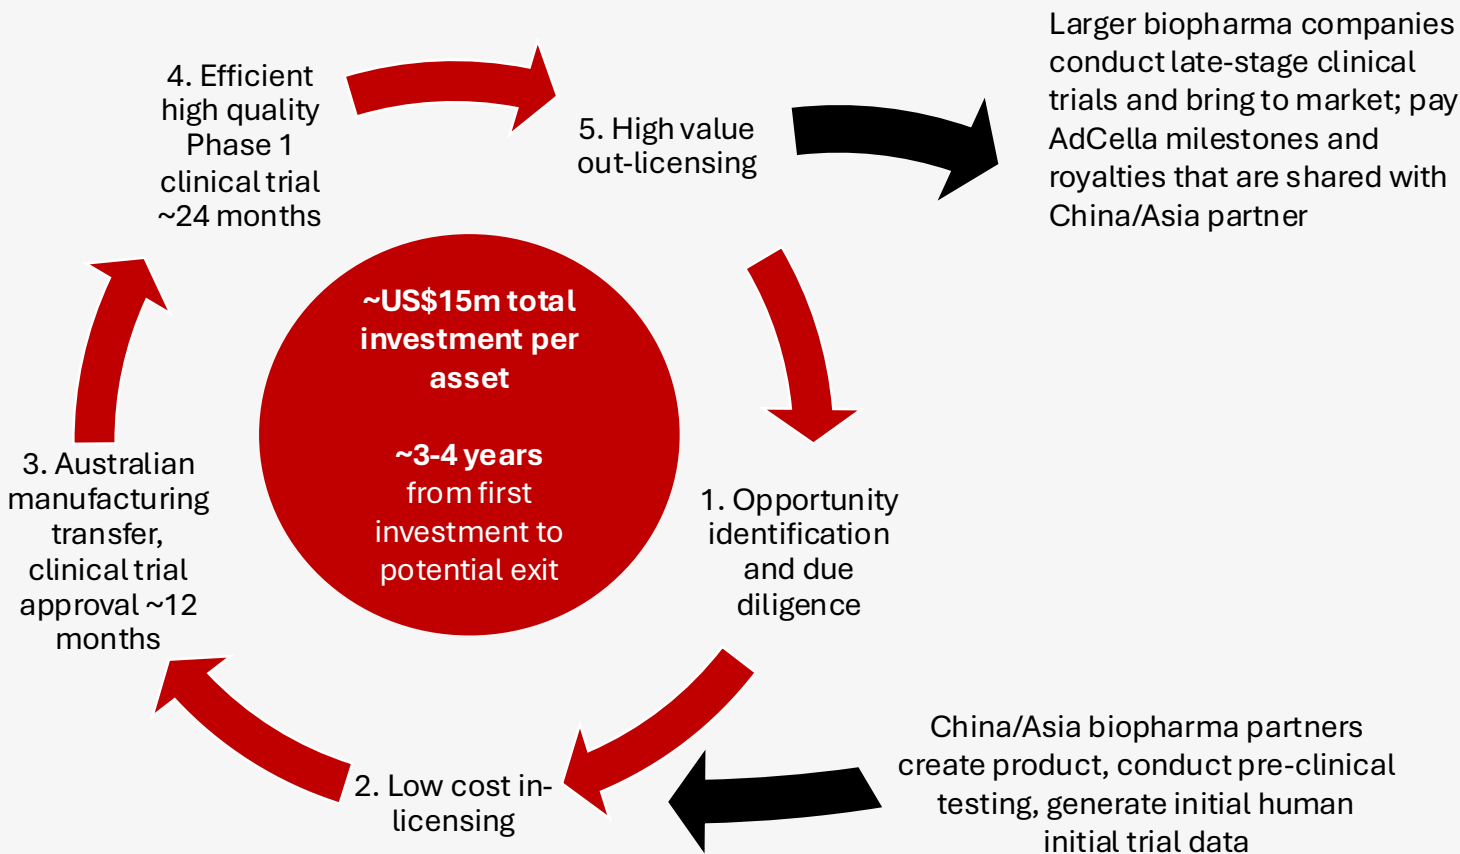 4. Efficient
high quality
Phase 1
clinical trial
~24 months
5. High value
out-licensing
Larger biopharma companies
conduct late-stage clinical
trials and bring to market; pay
AdCella milestones and
royalties that are shared with
China/Asia partner
~US$15m total
investment per
asset
~3-4 years
from first
investment to
potential exit
3. Australian
manufacturing
transfer,
clinical trial
approval ~12
months
1. Opportunity
identification
and due
diligence
2. Low cost in-
licensing
China/Asia biopharma partners
create product, conduct pre-clinical
testing, generate initial human
initial trial data